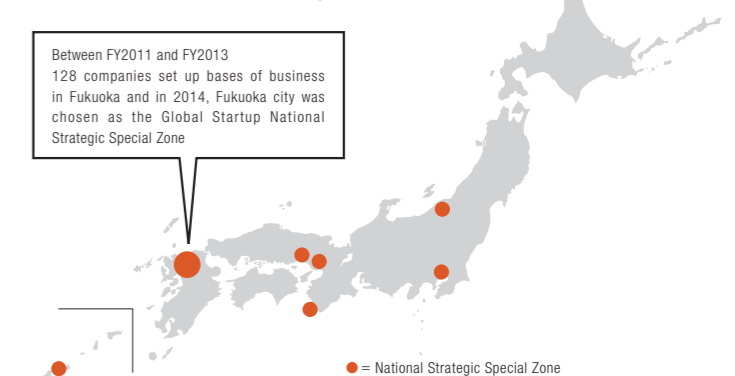 Between FY2011 and FY2013
128 companies set up bases of business
in Fukuoka and in 2014, Fukuoka city was
chosen as the Global Startup National
Strategic Special Zone
= National Strategic Special Zone